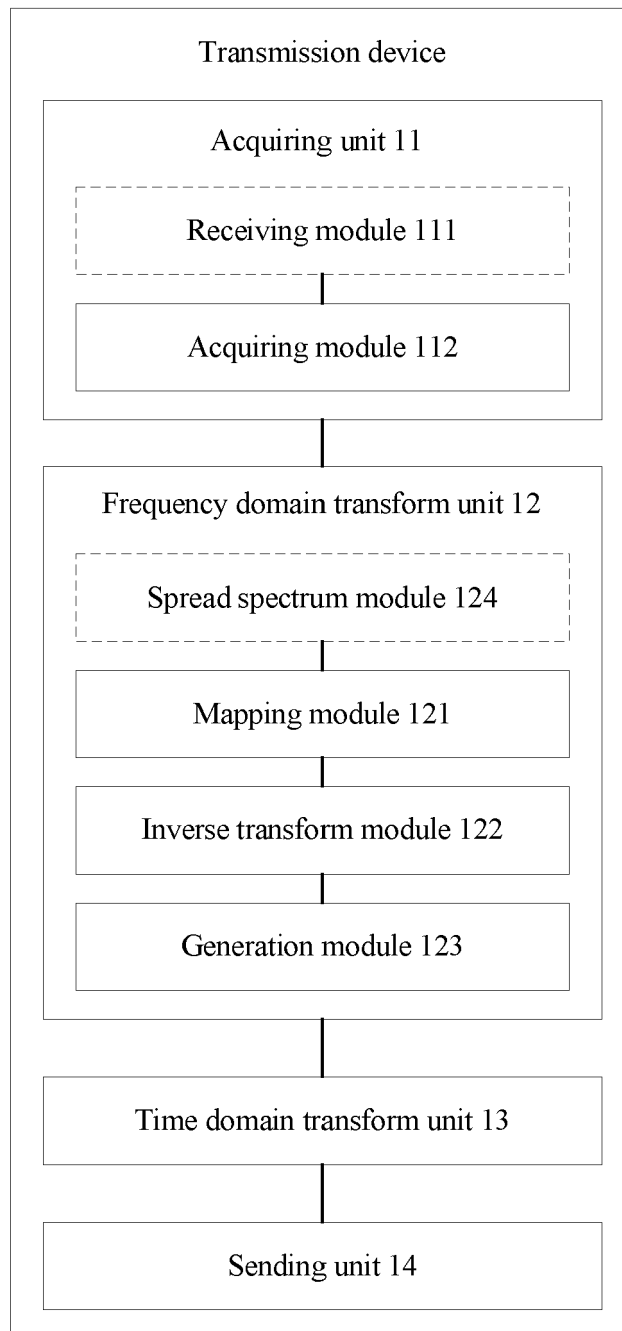 Transmission device
Acquiring unit 11
Receiving module 111
Acquiring module 112
Frequency domain transform unit 12
Spread spectrum module 124
Mapping module 121
Inverse transform module 122
Generation module 123
Time domain transform unit 13
Sending unit 14